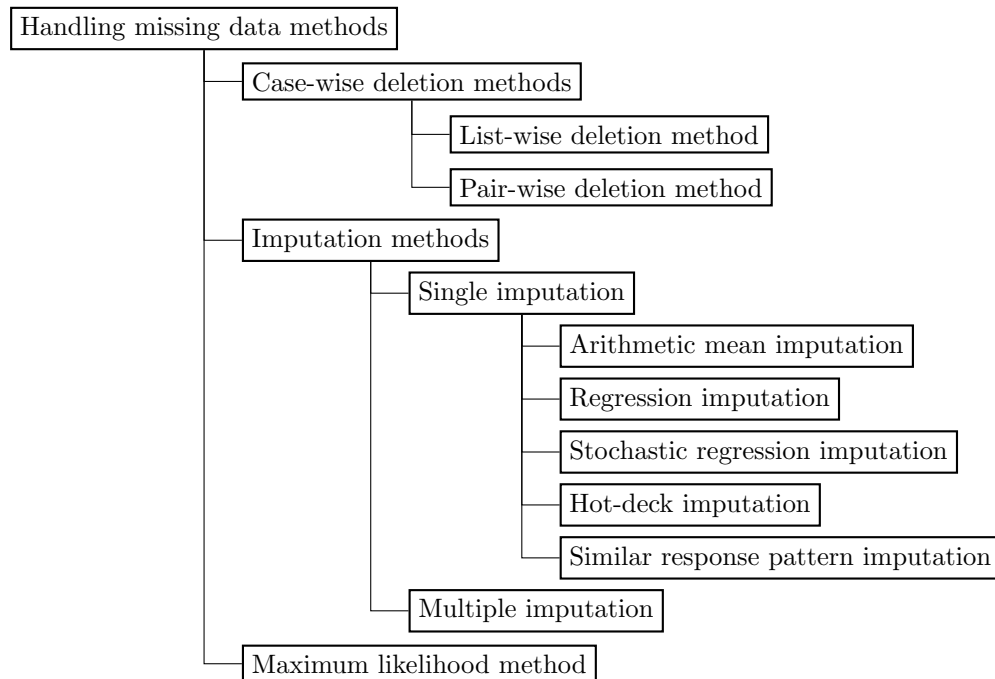 Handling missing data methods
Case-wise deletion methods
List-wise deletion method
Pair-wise deletion method
Imputation methods
Single imputation
Arithmetic mean imputation
Regression imputation
Stochastic regression imputation
Hot-deck imputation
Similar response pattern imputation
Multiple imputation
Maximum likelihood method